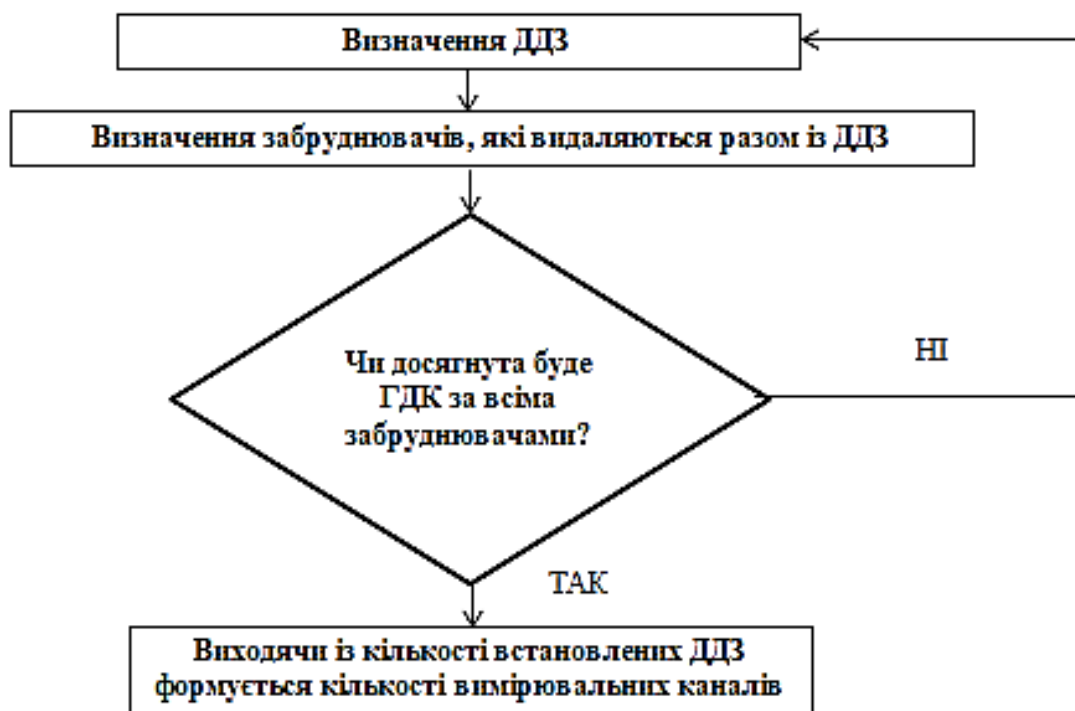 Визначення ДДЗ
Визначення забруднювачів, які видаляються разом із ДДЗ
Чи досягнута буде
ГДК за всіма
забруднювачами?
НІ
ТАК
Виходячи із кількості встановлених ДДЗ
формується кількості вимірювальних каналів